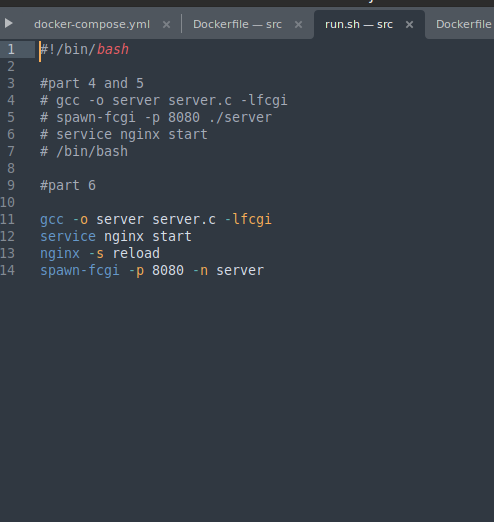 docker-compose.yml × Dockerfile — src × run.sh — src × Dockerfile
1 #!/bin/bash
2
3 #part 4 and 5
4 # gcc -o server server.c -lfcgi
5 # spawn-fcgi -p 8080 ./server
6 # service nginx start
7 # /bin/bash
8
9 #part 6
10
11 gcc -o server server.c -lfcgi
12 service nginx start
13 nginx -s reload
14 spawn-fcgi -p 8080 -n server